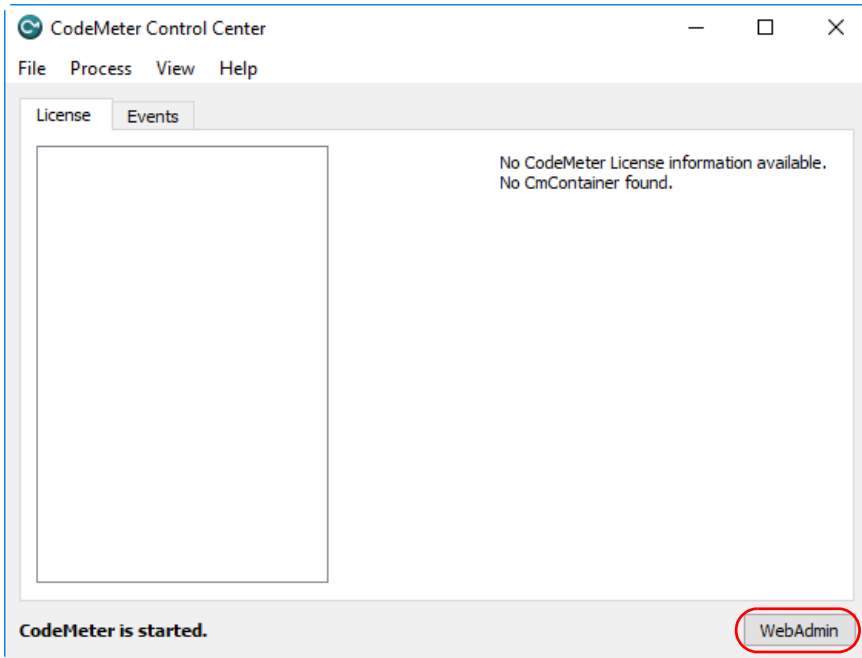 CodeMeter Control Center
File Process View Help
License Events
No CodeMeter License information available.
No CmContainer found.
CodeMeter is started.
WebAdmin